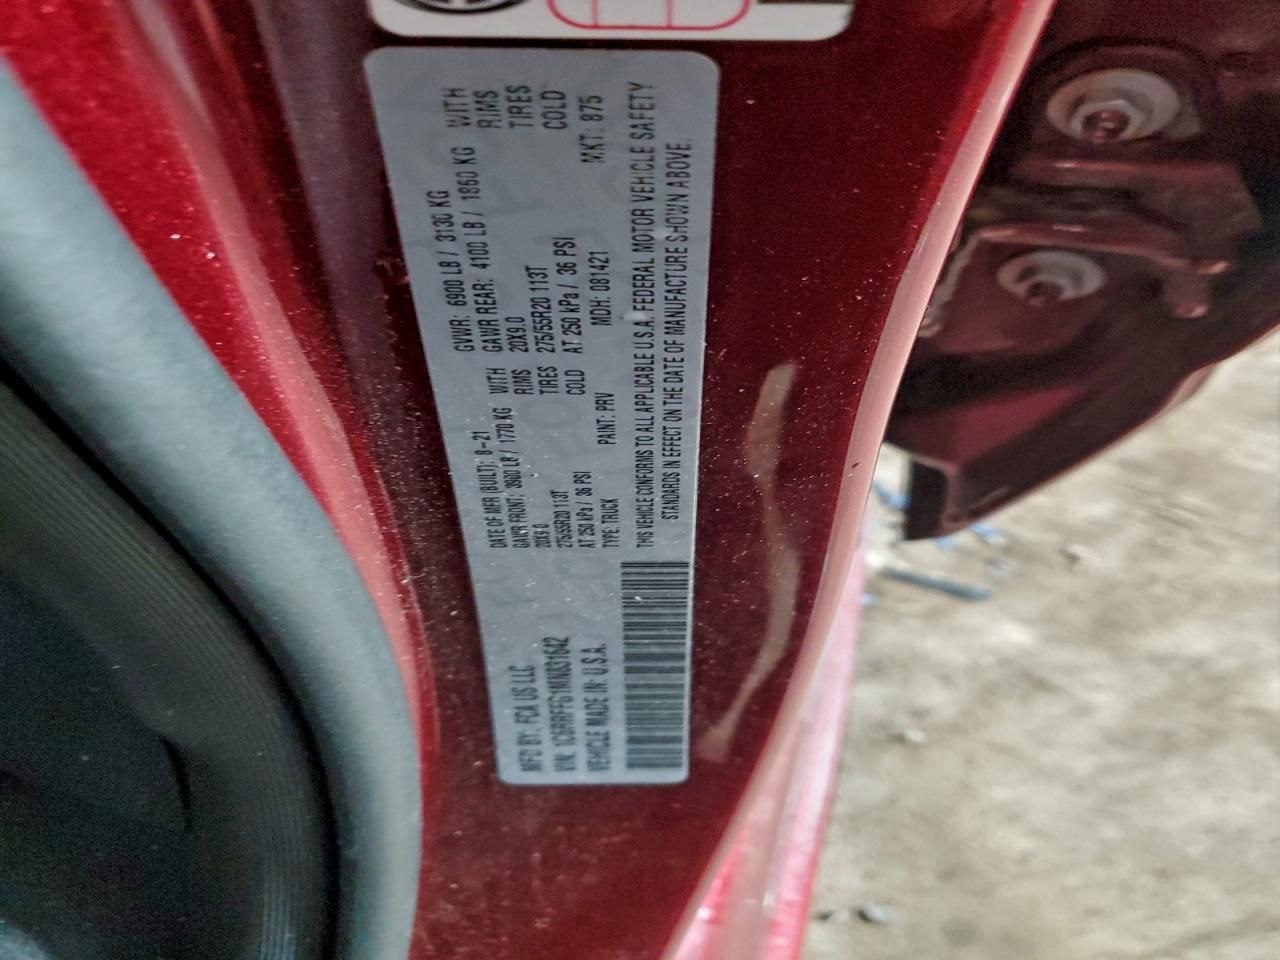 MFD BY: FCA US LLC
DATE OF MFR (BUILT): 8-21
GVWR: 6900 LB / 3130 KG
GAWR FRONT: 3900 LB / 1770 KG WITH
20X9.0 RIMS
275/55R20 113T TIRES
AT 250 kPa / 36 PSI COLD
GAWR REAR: 4100 LB / 1860 KG WITH
20X9.0 RIMS
275/55R20 113T TIRES
AT 250 kPa / 36 PSI COLD
VIN: 1C6RRFFG1MN831642
TYPE: TRUCK PAINT: PRV MDH: 081421 MKT: 875
VEHICLE MADE IN: U.S.A.
THIS VEHICLE CONFORMS TO ALL APPLICABLE U.S.A. FEDERAL MOTOR VEHICLE SAFETY
STANDARDS IN EFFECT ON THE DATE OF MANUFACTURE SHOWN ABOVE.